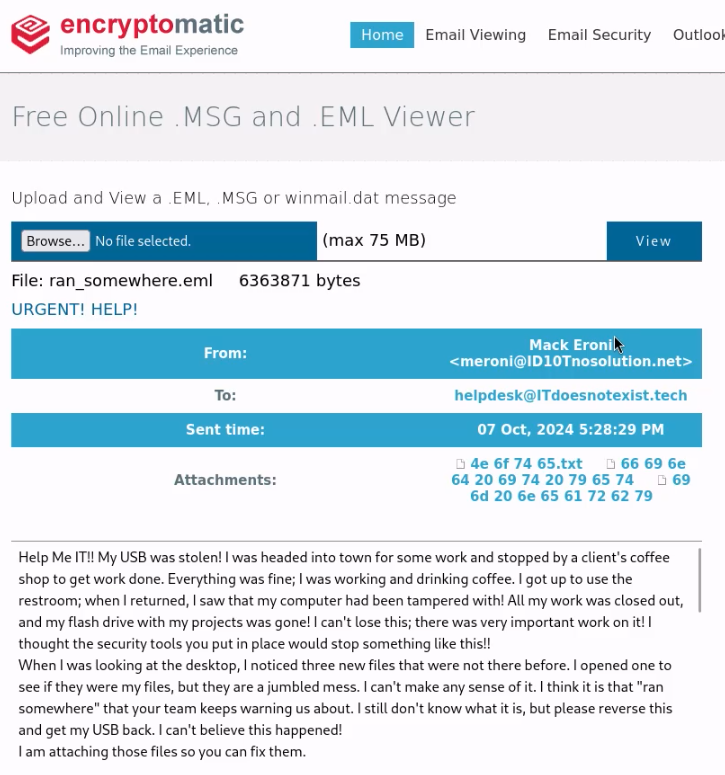 encryptomatic
Improving the Email Experience
Home Email Viewing Email Security Outlook
Free Online .MSG and .EML Viewer
Upload and View a .EML, .MSG or winmail.dat message
Browse... No file selected. (max 75 MB) View
File: ran_somewhere.eml 6363871 bytes
URGENT! HELP!
From: Mack Eroni
<meroni@ID10Tnosolution.net>
To: helpdesk@ITdoesnotexist.tech
Sent time: 07 Oct, 2024 5:28:29 PM
Attachments: 4e 6f 74 65.txt 66 69 6e
64 20 69 74 20 79 65 74 69
6d 20 6e 65 61 72 62 79
Help Me IT!! My USB was stolen! I was headed into town for some work and stopped by a client's coffee
shop to get work done. Everything was fine; I was working and drinking coffee. I got up to use the
restroom; when I returned, I saw that my computer had been tampered with! All my work was closed out,
and my flash drive with my projects was gone! I can't lose this; there was very important work on it! I
thought the security tools you put in place would stop something like this!!
When I was looking at the desktop, I noticed three new files that were not there before. I opened one to
see if they were my files, but they are a jumbled mess. I can't make any sense of it. I think it is that "ran
somewhere" that your team keeps warning us about. I still don't know what it is, but please reverse this
and get my USB back. I can't believe this happened!
I am attaching those files so you can fix them.